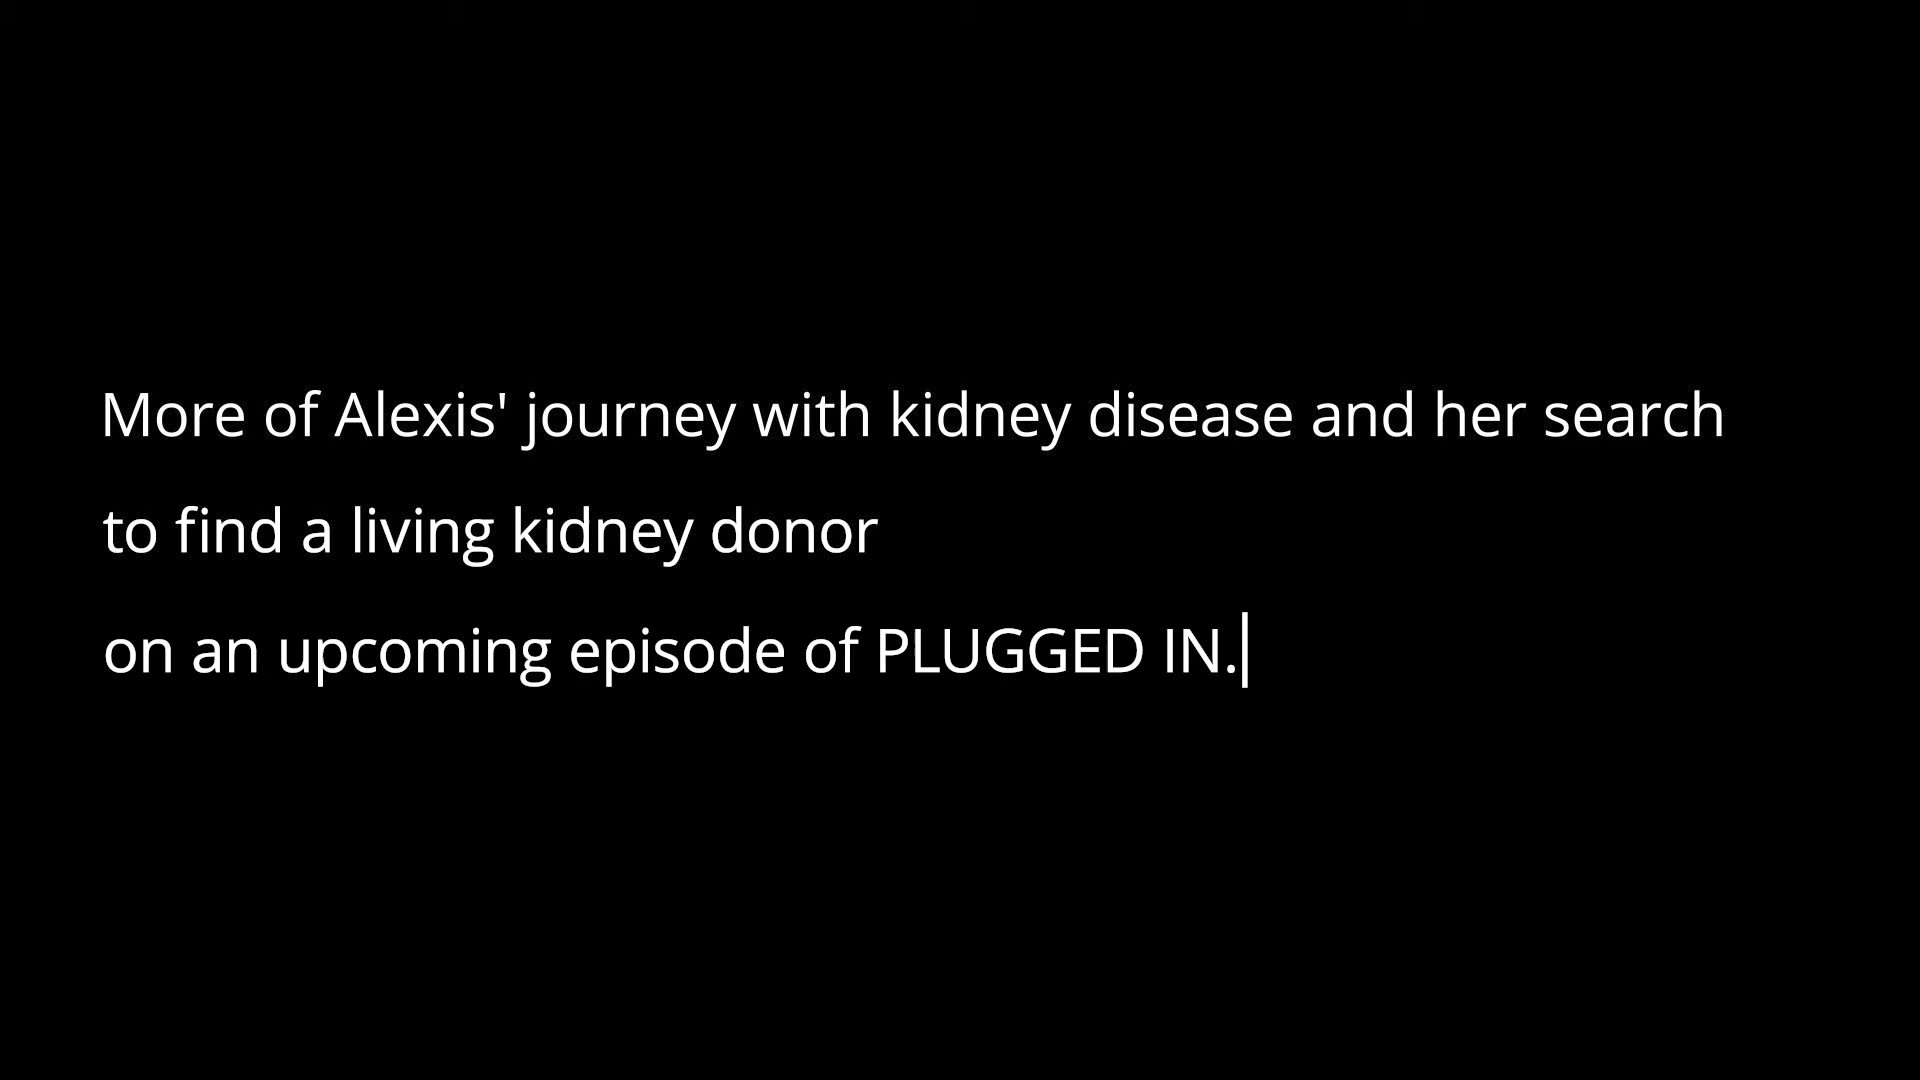 More of Alexis' journey with kidney disease and her search
to find a living kidney donor
on an upcoming episode of PLUGGED IN.